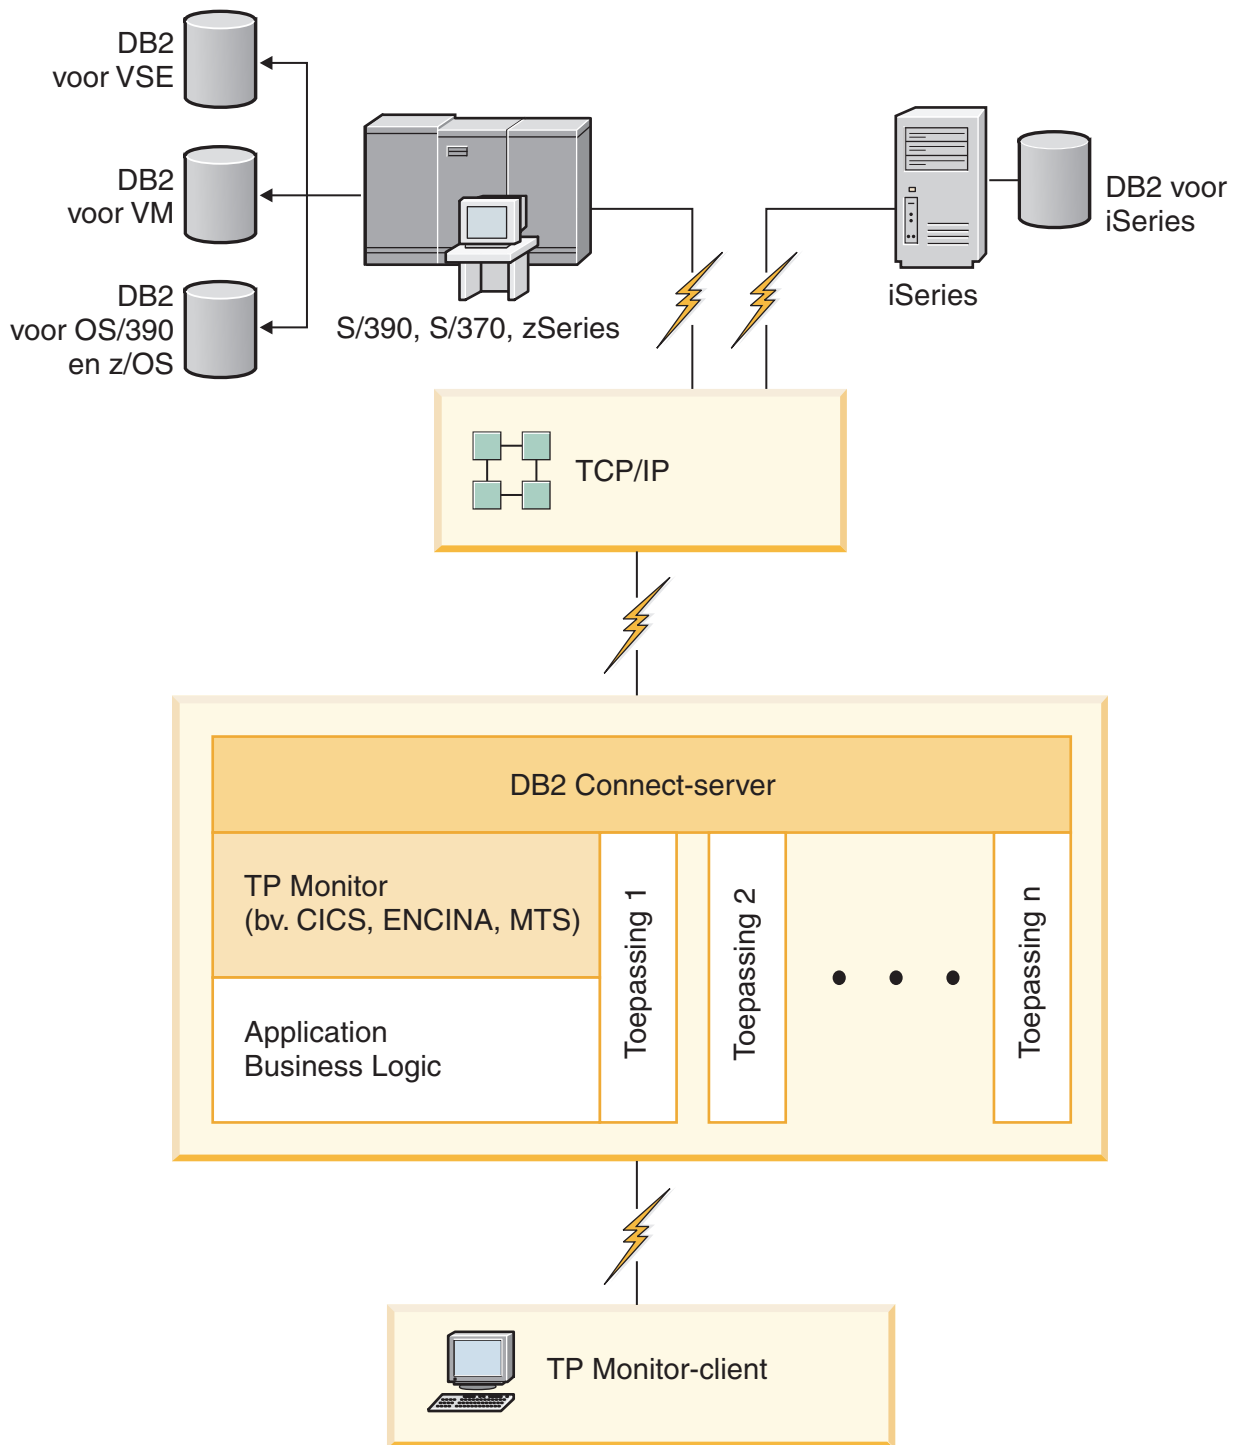 DB2
voor VSE
DB2
voor VM
DB2
voor OS/390
en z/OS
S/390, S/370, zSeries
iSeries
DB2 voor
iSeries
TCP/IP
DB2 Connect-server
TP Monitor
(bv. CICS, ENCINA, MTS)
Application
Business Logic
Toepassing 1
Toepassing 2
Toepassing n
TP Monitor-client